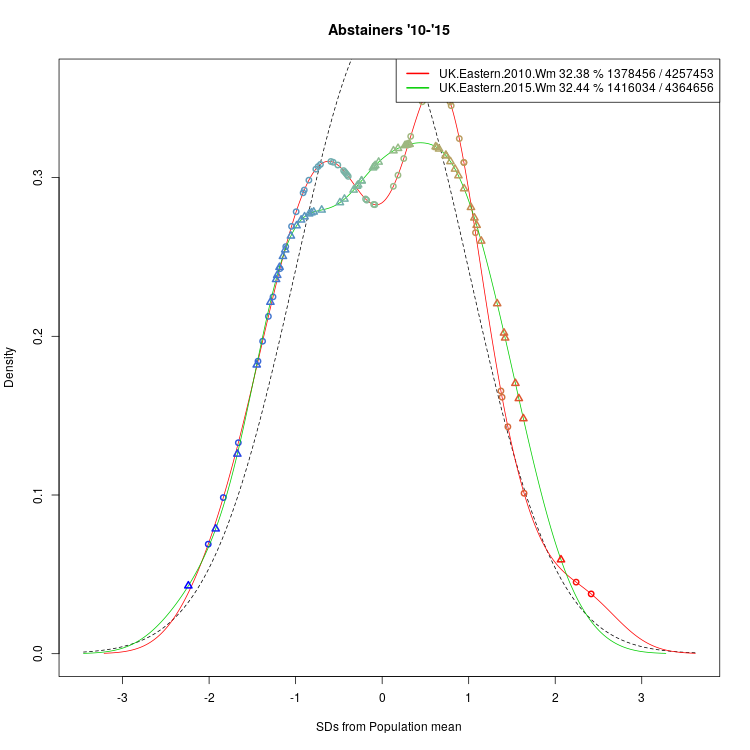 Abstainers '10-'15
UK.Eastern.2010.Wm 32.38 % 1378456 / 4257453
UK.Eastern.2015.Wm 32.44 % 1416034 / 4364656
Density
0.3
0.2
0.1
0.0
-3 -2 -1 0 1 2 3
SDs from Population mean